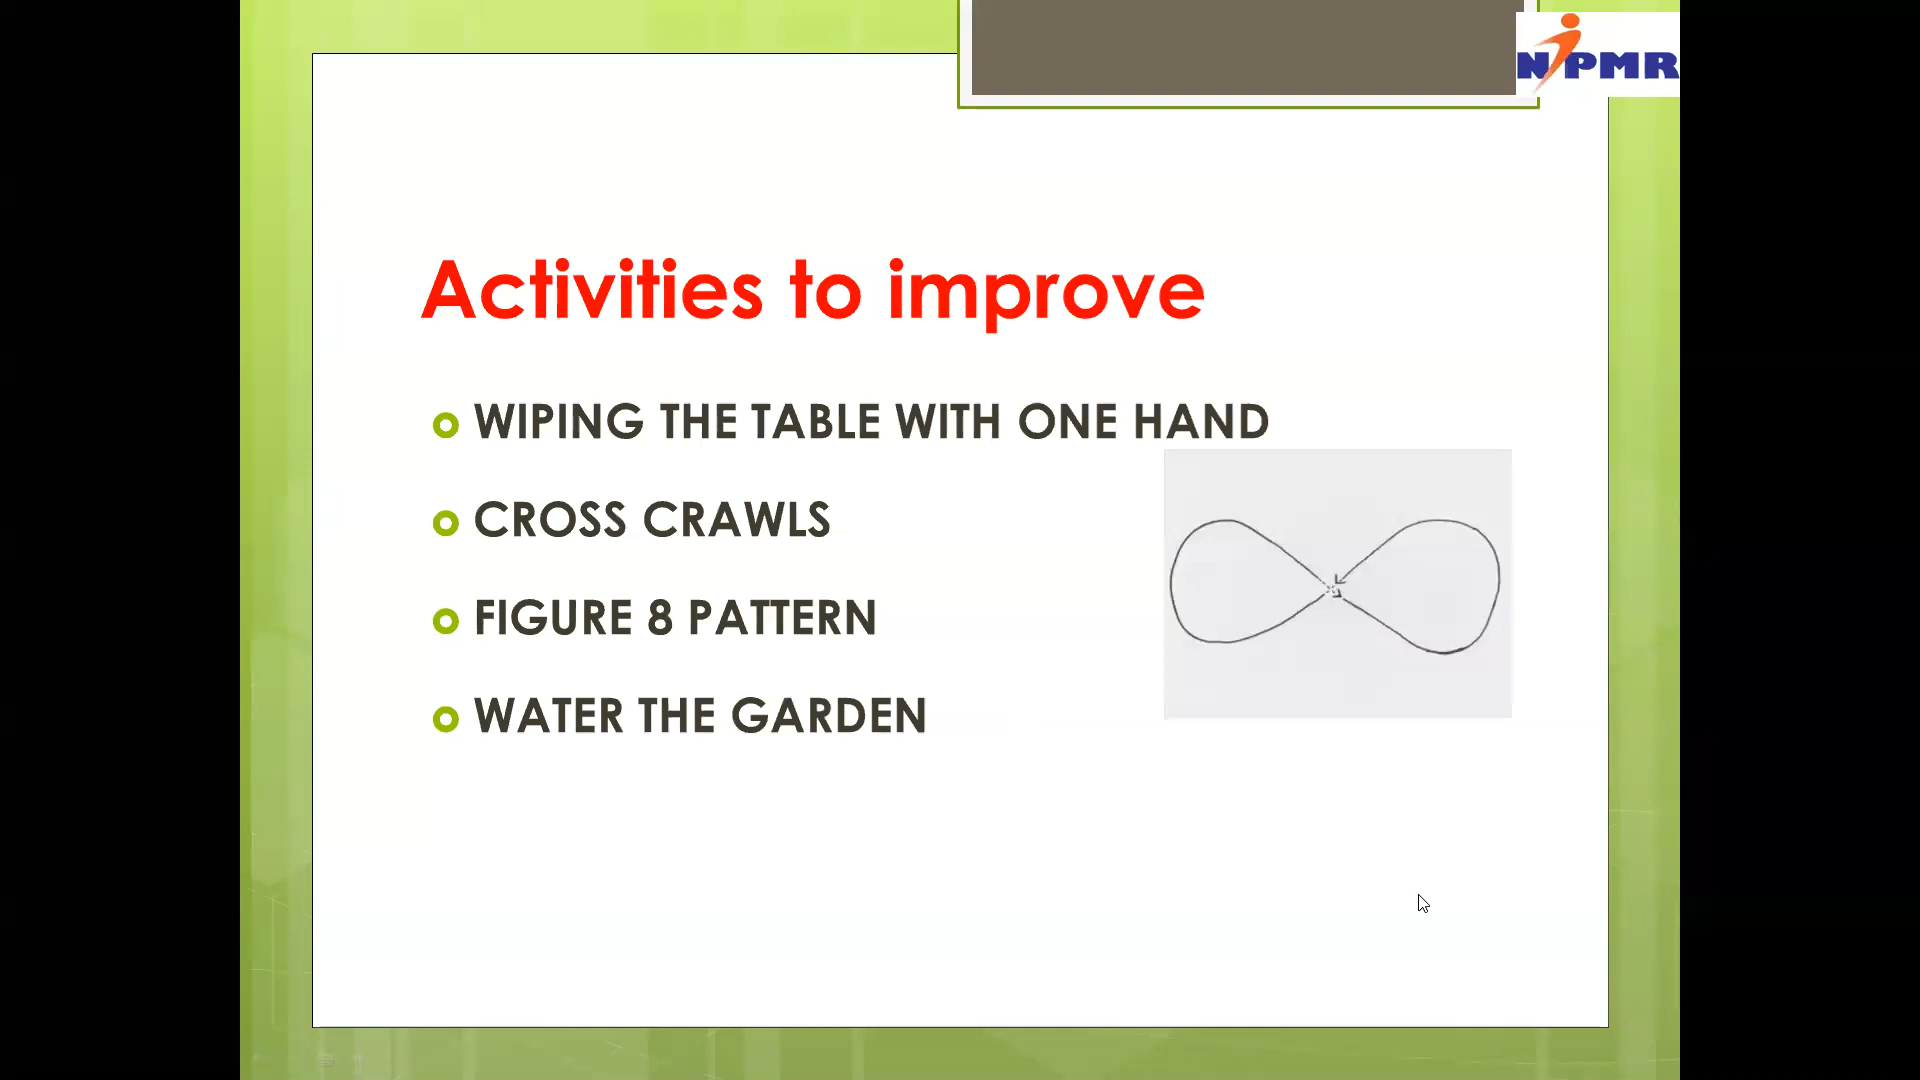 NiPMR
Activities to improve
WIPING THE TABLE WITH ONE HAND
CROSS CRAWLS
FIGURE 8 PATTERN
WATER THE GARDEN